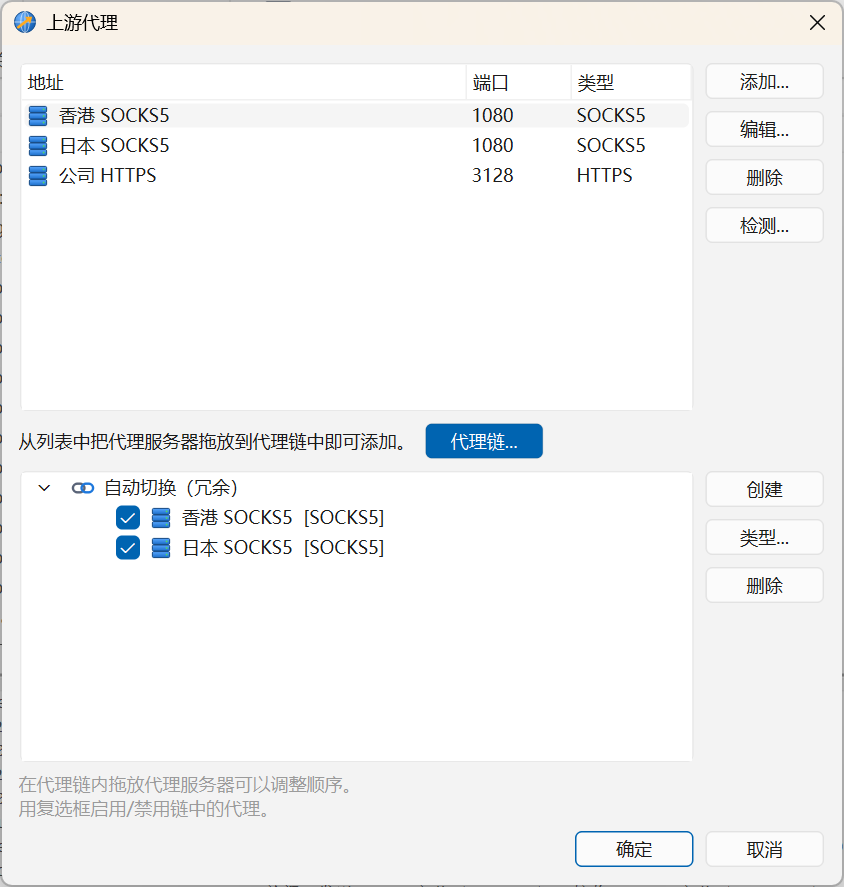 上游代理
地址 端口 类型
香港 SOCKS5 1080 SOCKS5
日本 SOCKS5 1080 SOCKS5
公司 HTTPS 3128 HTTPS
添加...
编辑...
删除
检测...
从列表中把代理服务器拖放到代理链中即可添加。 代理链...
自动切换（冗余）
香港 SOCKS5 [SOCKS5]
日本 SOCKS5 [SOCKS5]
创建
类型...
删除
在代理链内拖放代理服务器可以调整顺序。
用复选框启用/禁用链中的代理。
确定 取消